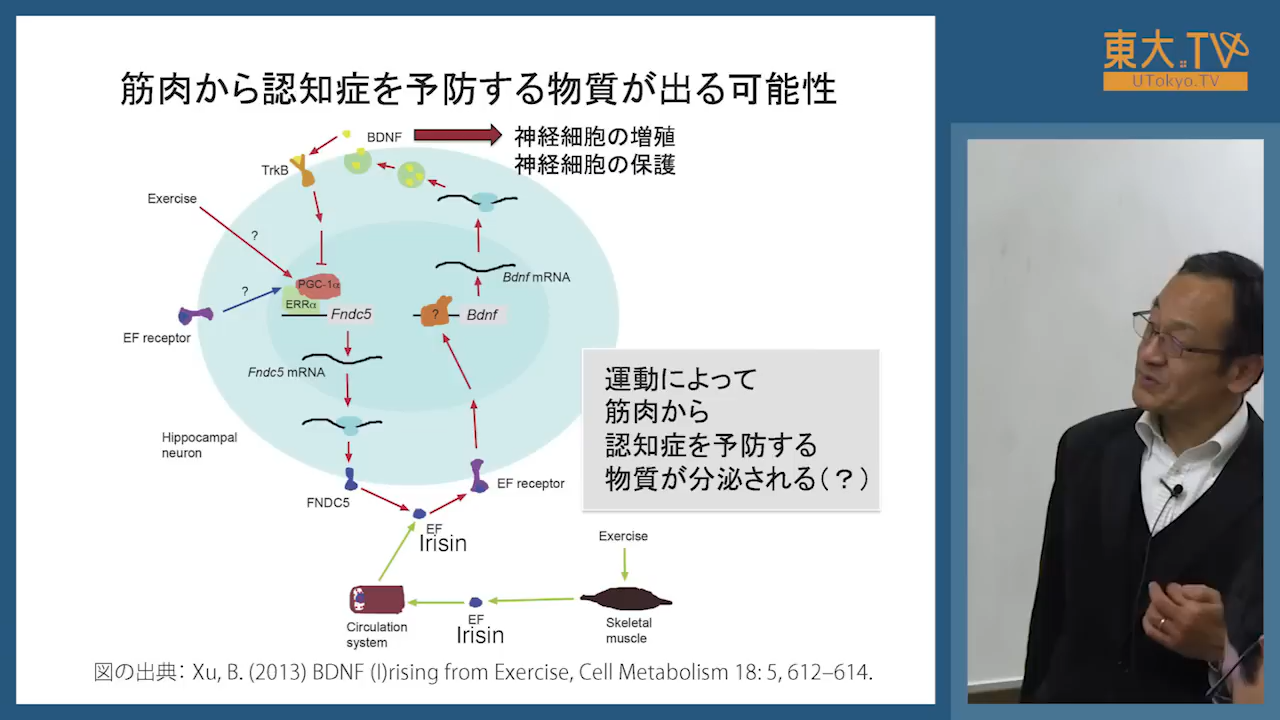 筋肉から認知症を予防する物質が出る可能性
東大.TV
UTokyo.TV
BDNF
神経細胞の増殖
神経細胞の保護
TrkB
Exercise
?
?
PGC-1α
ERRα
Fndc5
EF receptor
Fndc5 mRNA
Bdnf mRNA
?
Bdnf
Hippocampal
neuron
FNDC5
EF receptor
EF
Irisin
運動によって
筋肉から
認知症を予防する
物質が分泌される(?)
Exercise
Circulation
system
EF
Irisin
Skeletal
muscle
図の出典: Xu, B. (2013) BDNF (I)rising from Exercise, Cell Metabolism 18: 5, 612–614.